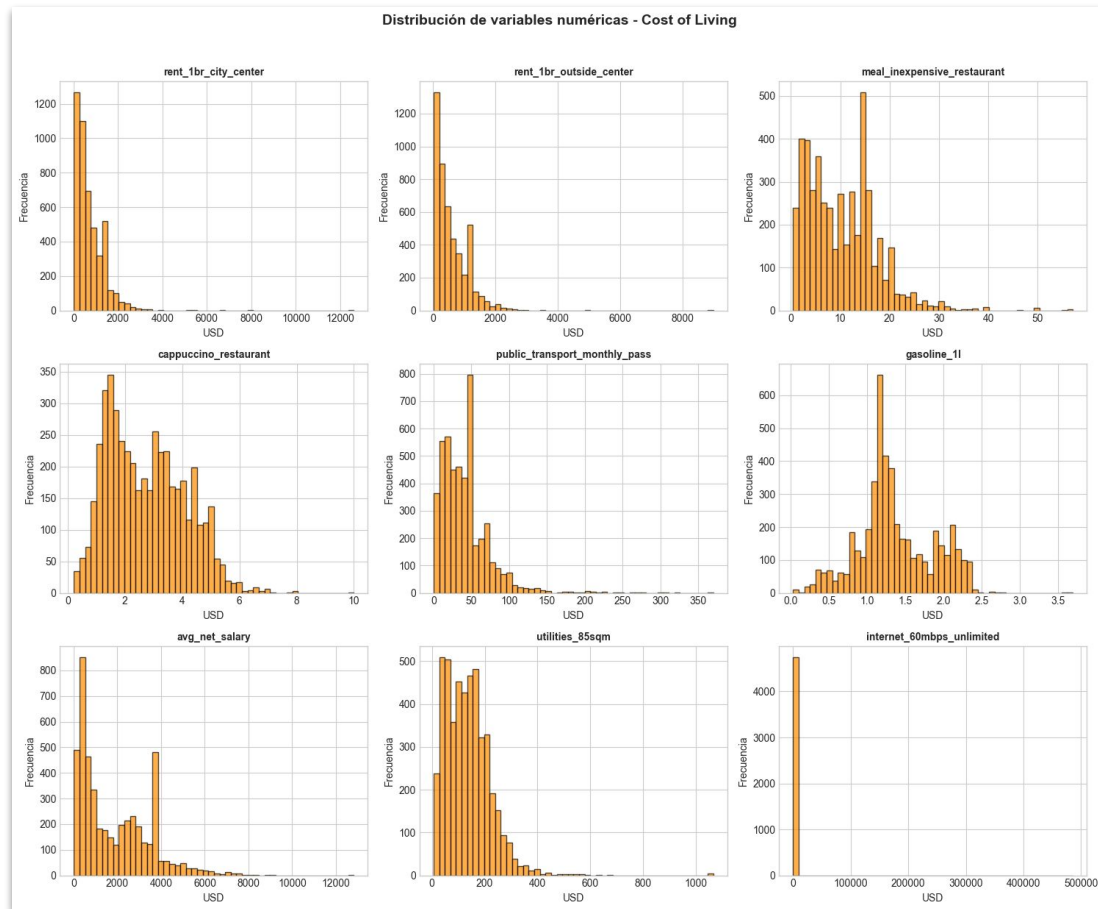 Distribución de variables numéricas - Cost of Living
rent_1br_city_center
Frecuencia
1200
1000
800
600
400
200
0
0 2000 4000 6000 8000 10000 12000
USD
rent_1br_outside_center
Frecuencia
1200
1000
800
600
400
200
0
0 2000 4000 6000 8000
USD
meal_inexpensive_restaurant
Frecuencia
500
400
300
200
100
0
0 10 20 30 40 50
USD
cappuccino_restaurant
Frecuencia
350
300
250
200
150
100
50
0
0 2 4 6 8 10
USD
public_transport_monthly_pass
Frecuencia
800
700
600
500
400
300
200
100
0
0 50 100 150 200 250 300 350
USD
gasoline_1l
Frecuencia
600
500
400
300
200
100
0
0.0 0.5 1.0 1.5 2.0 2.5 3.0 3.5
USD
avg_net_salary
Frecuencia
800
700
600
500
400
300
200
100
0
0 2000 4000 6000 8000 10000 12000
USD
utilities_85sqm
Frecuencia
500
400
300
200
100
0
0 200 400 600 800 1000
USD
internet_60mbps_unlimited
Frecuencia
4000
3000
2000
1000
0
0 100000 200000 300000 400000 500000
USD